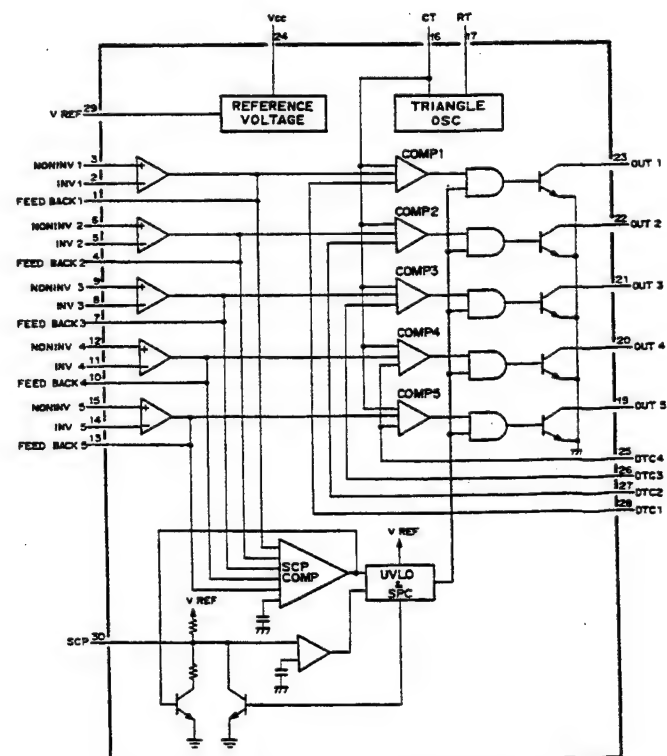 Vcc
24
CT
16
RT
17
29
V REF
REFERENCE
VOLTAGE
TRIANGLE
OSC
NONINV 1
3
INV 1
2
FEED BACK 1
1
COMP1
23
OUT 1
NONINV 2
6
INV 2
5
FEED BACK 2
4
COMP2
22
OUT 2
NONINV 3
9
INV 3
8
FEED BACK 3
7
COMP3
21
OUT 3
NONINV 4
12
INV 4
11
FEED BACK 4
10
COMP4
20
OUT 4
NONINV 5
15
INV 5
14
FEED BACK 5
13
COMP5
19
OUT 5
25
DTC4
26
DTC3
27
DTC2
28
DTC1
V REF
SCP
COMP
UVLO
&
SPC
V REF
SCP
30